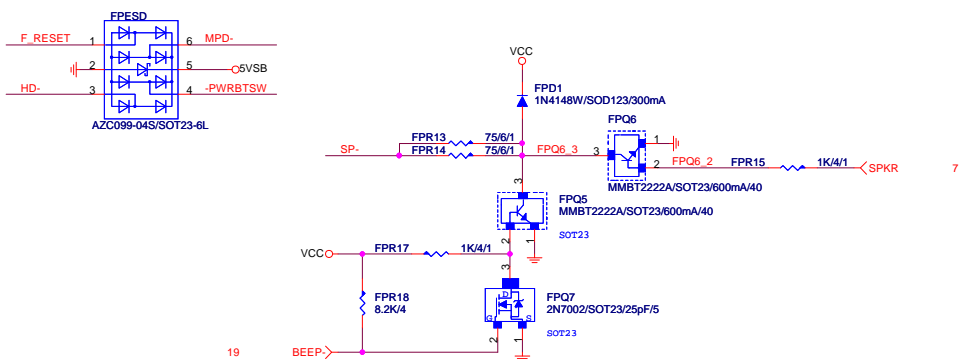 FPESD
F_RESET 1 6 MPD-
2 5 5VSB
HD- 3 4 -PWRBTSW
AZC099-04S/SOT23-6L
VCC
FPD1
1N4148W/SOD123/300mA
FPQ6
FPR13 75/6/1
SP- FPR14 75/6/1 FPQ6_3 3 1
2 FPQ6_2 FPR15 1K/4/1 SPKR 7
MMBT2222A/SOT23/600mA/40
3
FPQ5
MMBT2222A/SOT23/600mA/40
SOT23
2 1
VCC FPR17 1K/4/1
3
FPR18
8.2K/4
D
G S
FPQ7
2N7002/SOT23/25pF/5
SOT23
2 1
19 BEEP-